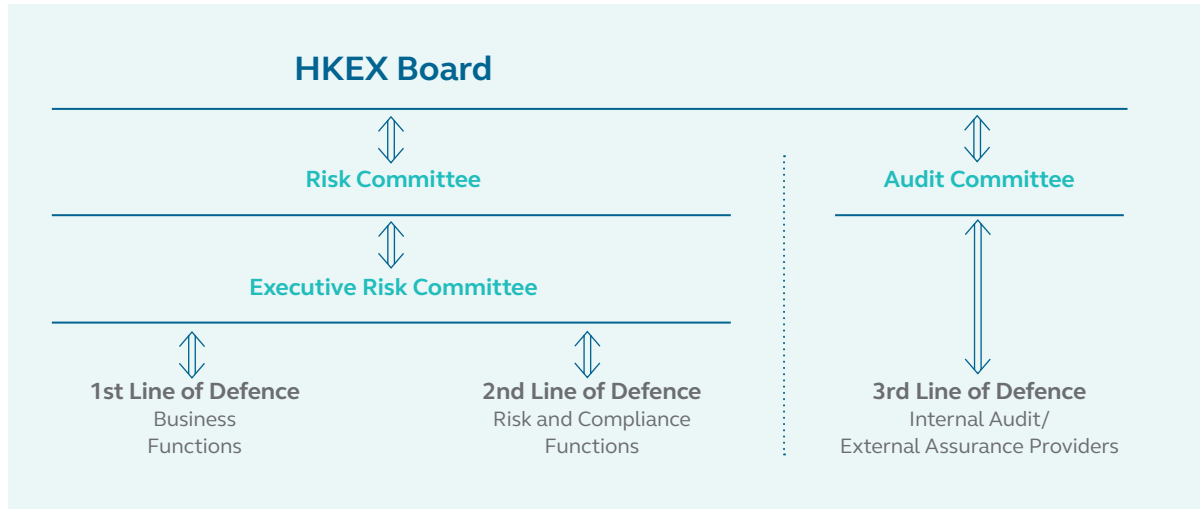 HKEX Board
Risk Committee
Audit Committee
Executive Risk Committee
1st Line of Defence
Business
Functions
2nd Line of Defence
Risk and Compliance
Functions
3rd Line of Defence
Internal Audit/
External Assurance Providers